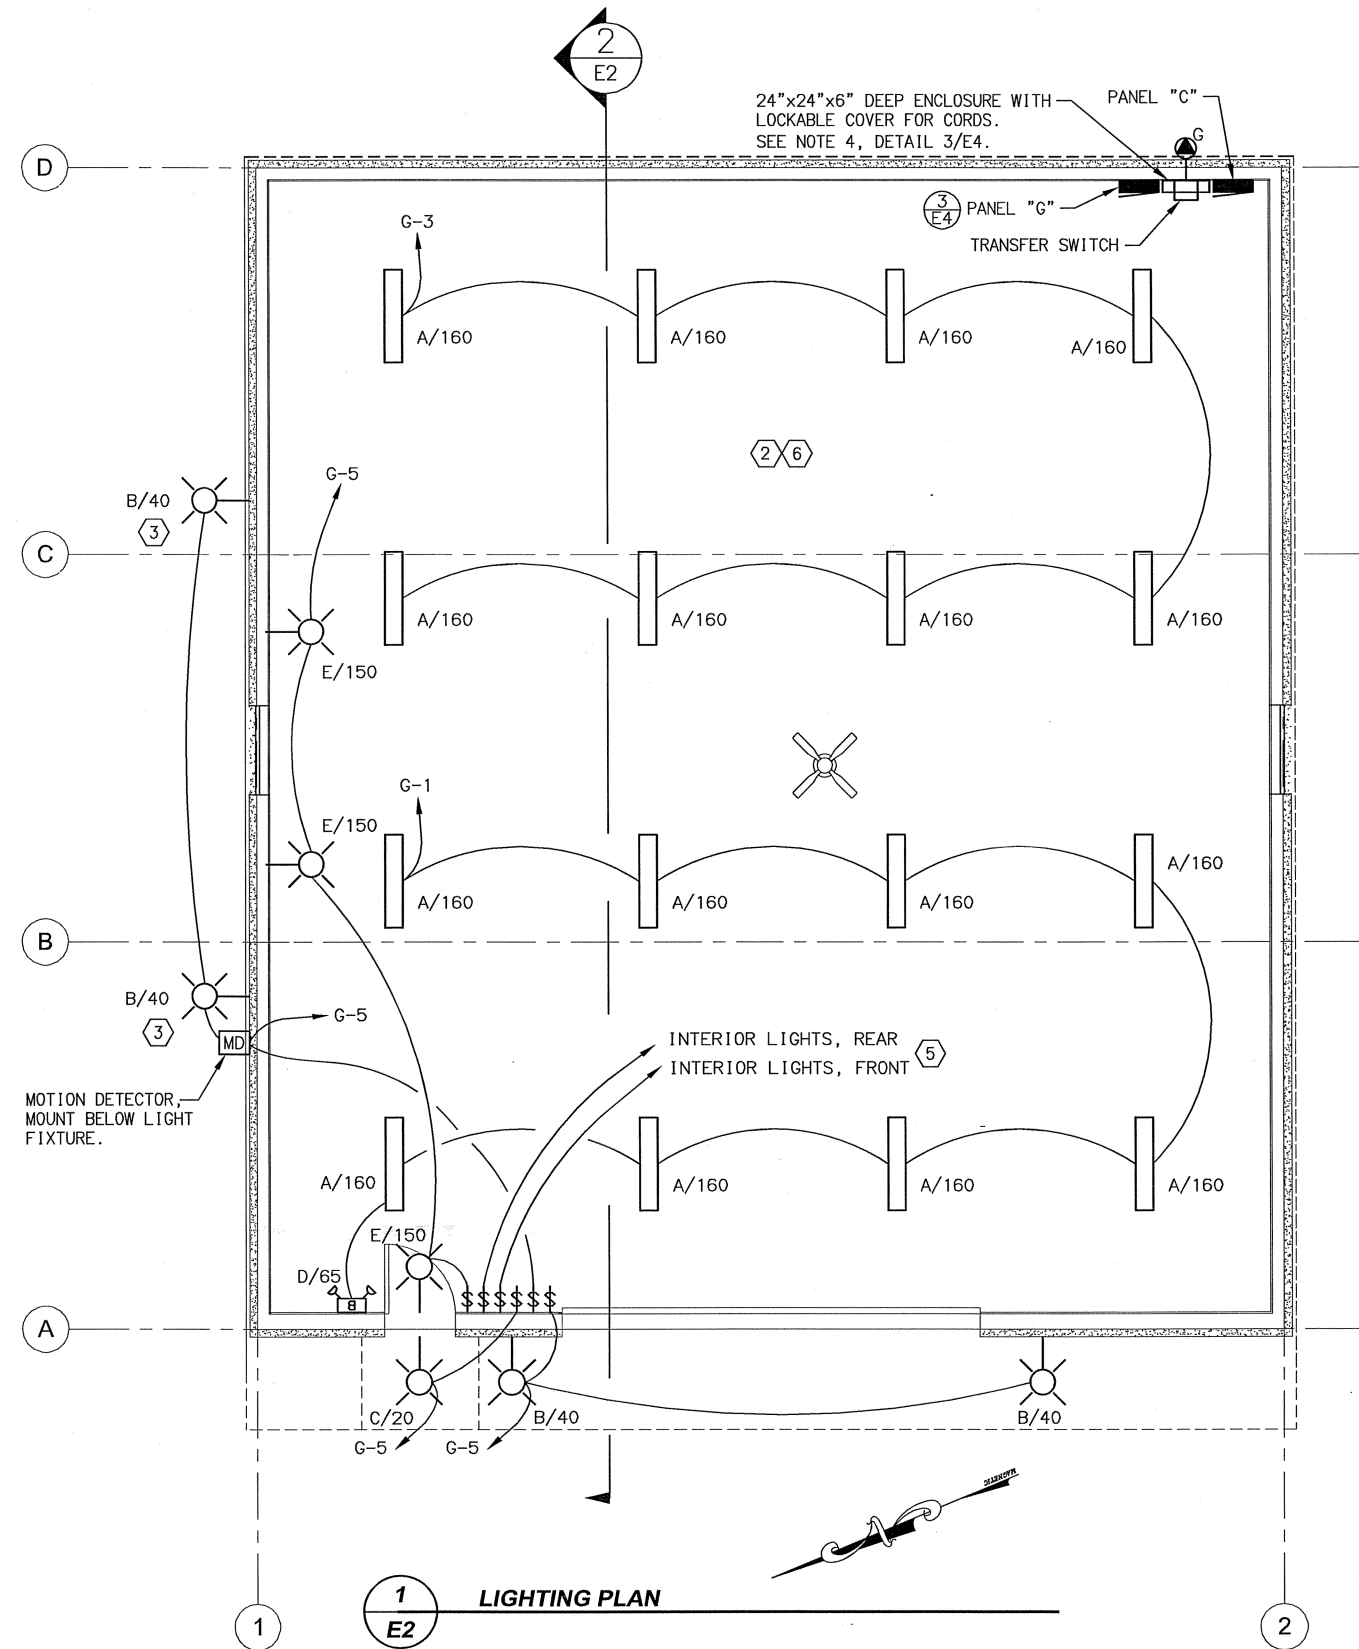 2
E2
24"x24"x6" DEEP ENCLOSURE WITH
LOCKABLE COVER FOR CORDS.
SEE NOTE 4, DETAIL 3/E4.
PANEL "C"
G
D
3
E4
PANEL "G"
TRANSFER SWITCH
G-3
A/160
A/160
A/160
A/160
2
6
G-5
B/40
3
C
A/160
A/160
A/160
A/160
E/150
G-1
E/150
A/160
A/160
A/160
A/160
B
B/40
3
G-5
MD
INTERIOR LIGHTS, REAR
INTERIOR LIGHTS, FRONT
5
MOTION DETECTOR,
MOUNT BELOW LIGHT
FIXTURE.
A/160
A/160
A/160
A/160
E/150
D/65
B
$ $ $ $ $ $
A
C/20
B/40
B/40
G-5
G-5
MAGNETIC
N
1
E2
LIGHTING PLAN
1
2